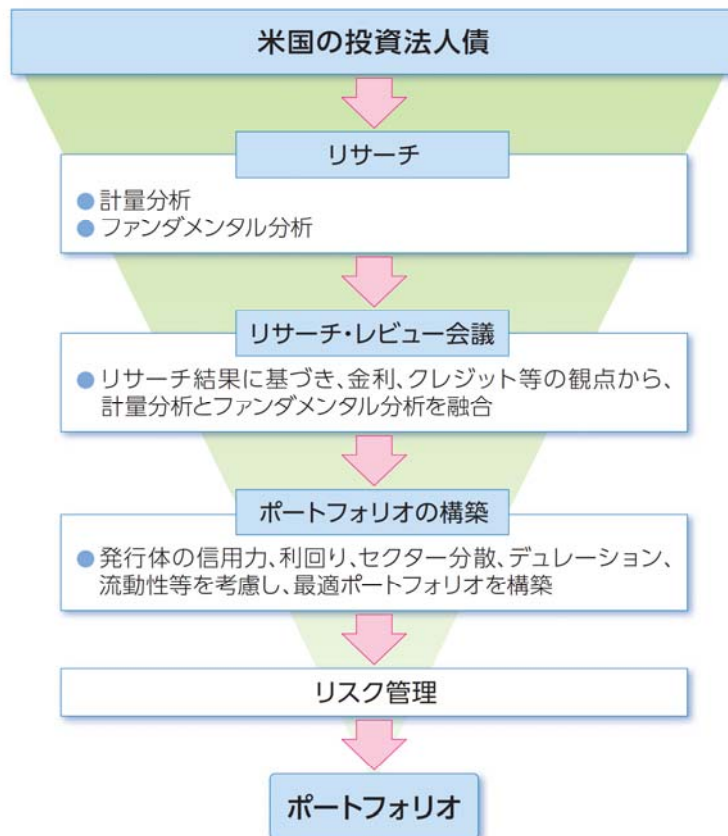 米国の投資法人債
リサーチ
●計量分析
●ファンダメンタル分析
リサーチ・レビュー会議
●リサーチ結果に基づき、金利、クレジット等の観点から、
計量分析とファンダメンタル分析を融合
ポートフォリオの構築
●発行体の信用力、利回り、セクター分散、デュレーション、
流動性等を考慮し、最適ポートフォリオを構築
リスク管理
ポートフォリオ